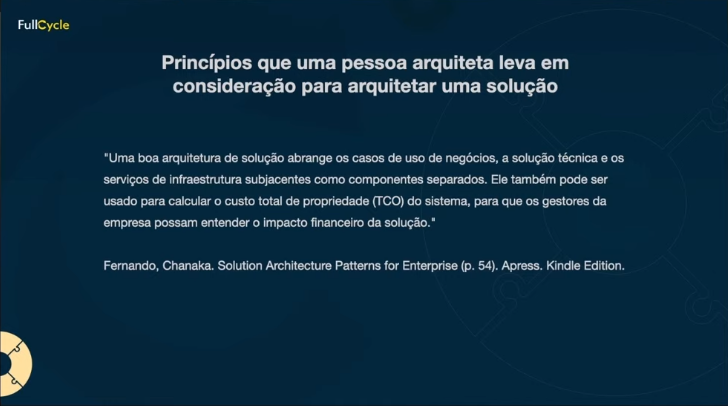 FullCycle
Princípios que uma pessoa arquiteta leva em
consideração para arquitetar uma solução
"Uma boa arquitetura de solução abrange os casos de uso de negócios, a solução técnica e os
serviços de infraestrutura subjacentes como componentes separados. Ele também pode ser
usado para calcular o custo total de propriedade (TCO) do sistema, para que os gestores da
empresa possam entender o impacto financeiro da solução."
Fernando, Chanaka. Solution Architecture Patterns for Enterprise (p. 54). Apress. Kindle Edition.